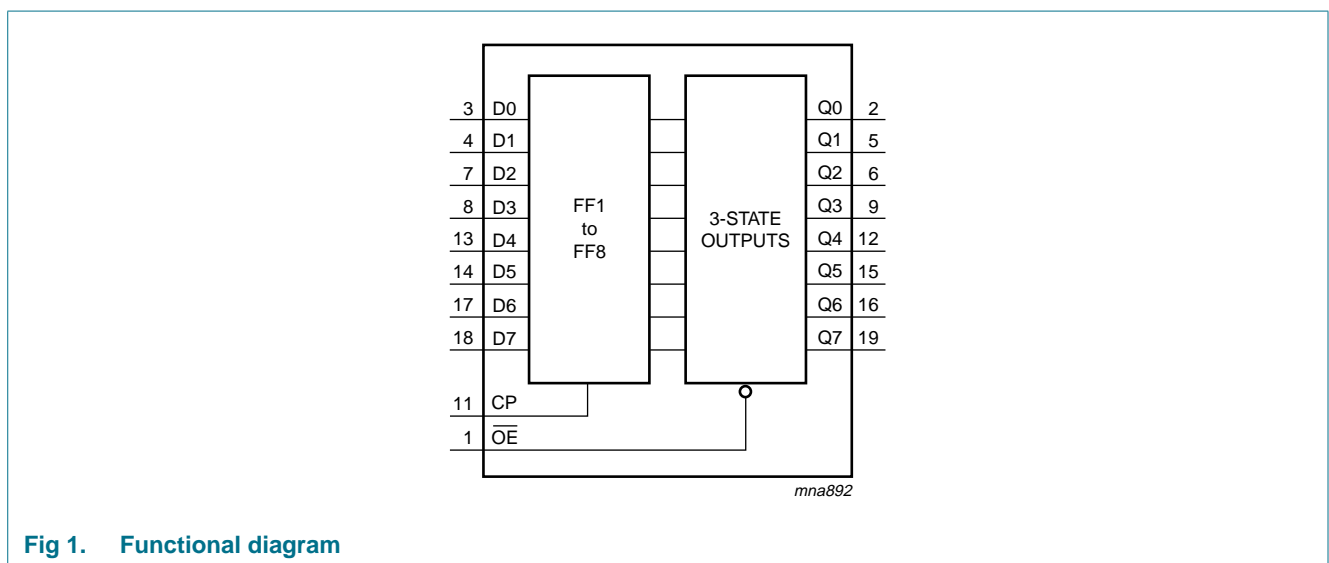 3 D0 Q0 2
4 D1 Q1 5
7 D2 Q2 6
8 D3 Q3 9
13 D4 Q4 12
14 D5 Q5 15
17 D6 Q6 16
18 D7 Q7 19
FF1
to
FF8
3-STATE
OUTPUTS
11 CP
1 O̅E̅
mna892
Fig 1. Functional diagram